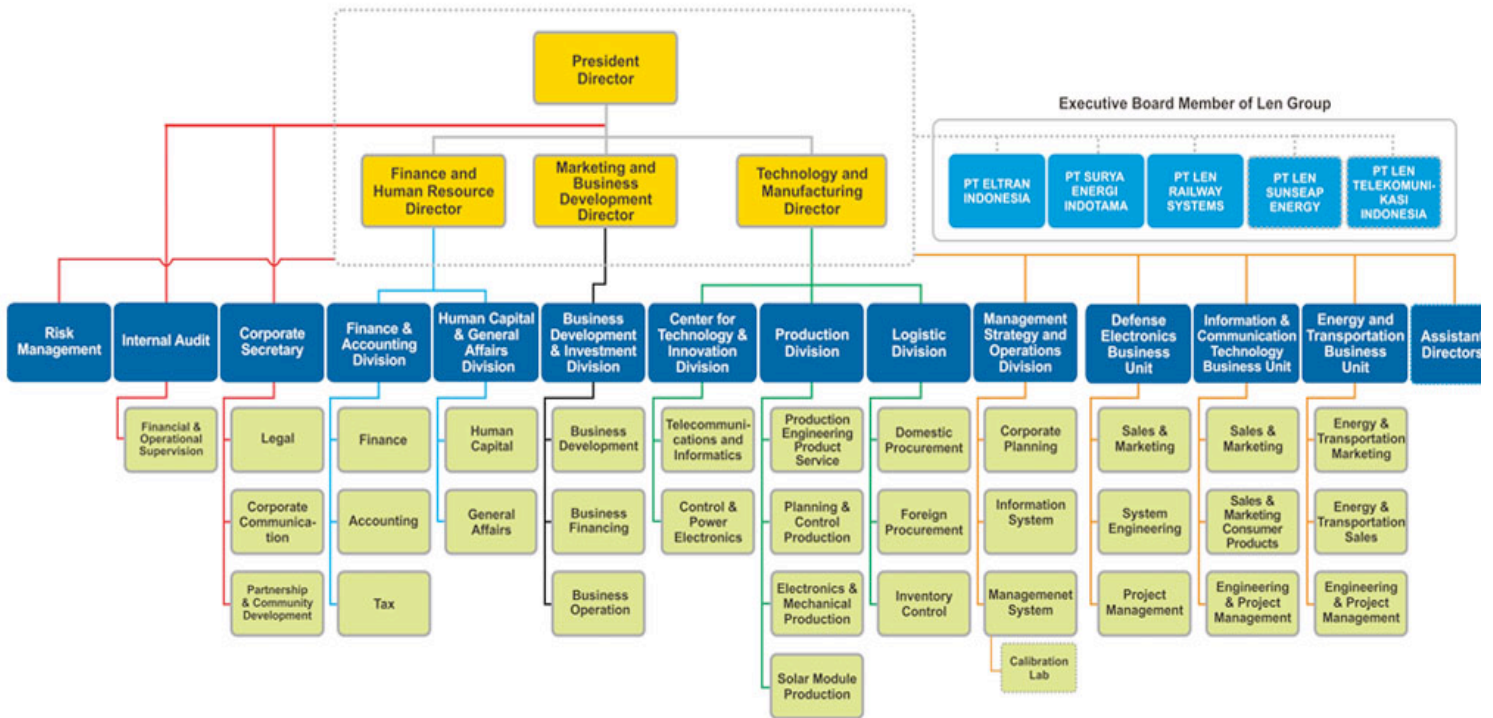 President
Director
Executive Board Member of Len Group
Finance and
Human Resource
Director
Marketing and
Business
Development
Director
Technology and
Manufacturing
Director
PT ELTRAN
INDONESIA
PT SURYA
ENERGI
INDOTAMA
PT LEN
RAILWAY
SYSTEMS
PT LEN
SUNSEAP
ENERGY
PT LEN
TELEKOMUNI-
KASI
INDONESIA
Risk
Management
Internal Audit
Corporate
Secretary
Finance &
Accounting
Division
Human Capital
& General
Affairs
Division
Business
Development
& Investment
Division
Center for
Technology &
Innovation
Division
Production
Division
Logistic
Division
Management
Strategy and
Operations
Division
Defense
Electronics
Business
Unit
Information &
Communication
Technology
Business Unit
Energy and
Transportation
Business
Unit
Assistant
Directors
Financial &
Operational
Supervision
Legal
Finance
Human
Capital
Business
Development
Telecommuni-
cations and
Informatics
Production
Engineering
Product
Service
Domestic
Procurement
Corporate
Planning
Sales &
Marketing
Sales &
Marketing
Energy &
Transportation
Marketing
Corporate
Communica-
tion
Accounting
General
Affairs
Business
Financing
Control &
Power
Electronics
Planning &
Control
Production
Foreign
Procurement
Information
System
System
Engineering
Sales &
Marketing
Consumer
Products
Energy &
Transportation
Sales
Partnership
& Community
Development
Tax
Business
Operation
Electronics &
Mechanical
Production
Inventory
Control
Managemenet
System
Project
Management
Engineering
& Project
Management
Engineering
& Project
Management
Solar Module
Production
Calibration
Lab